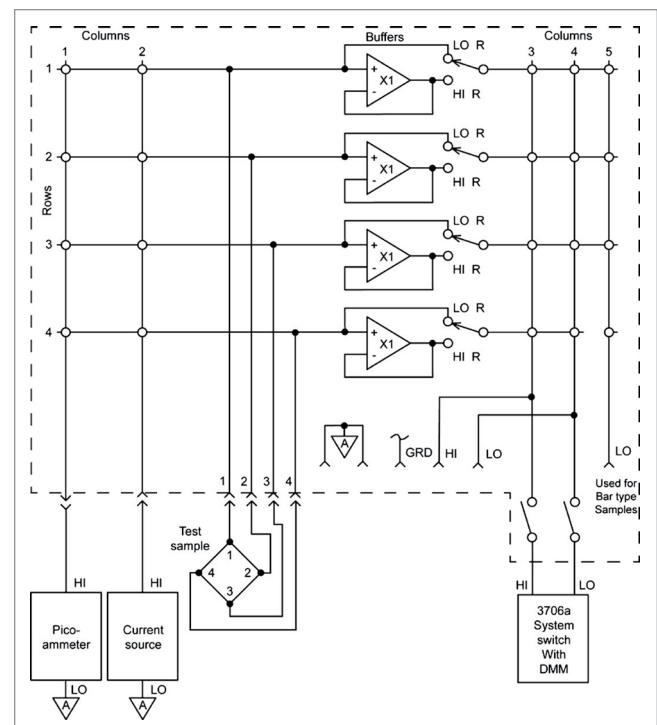 Columns Buffers Columns
1 2 3 4 5
LO R
1
+
X1
-
HI R
LO R
2
+
X1
-
HI R
Rows
LO R
3
+
X1
-
HI R
LO R
4
+
X1
-
HI R
A GRD HI LO LO
1 2 3 4
Used for
Bar type
Samples
Test
sample
1
4 2
3
HI HI HI LO
Pico-
ammeter
Current
source
3706a
System
switch
With
DMM
LO LO
A A